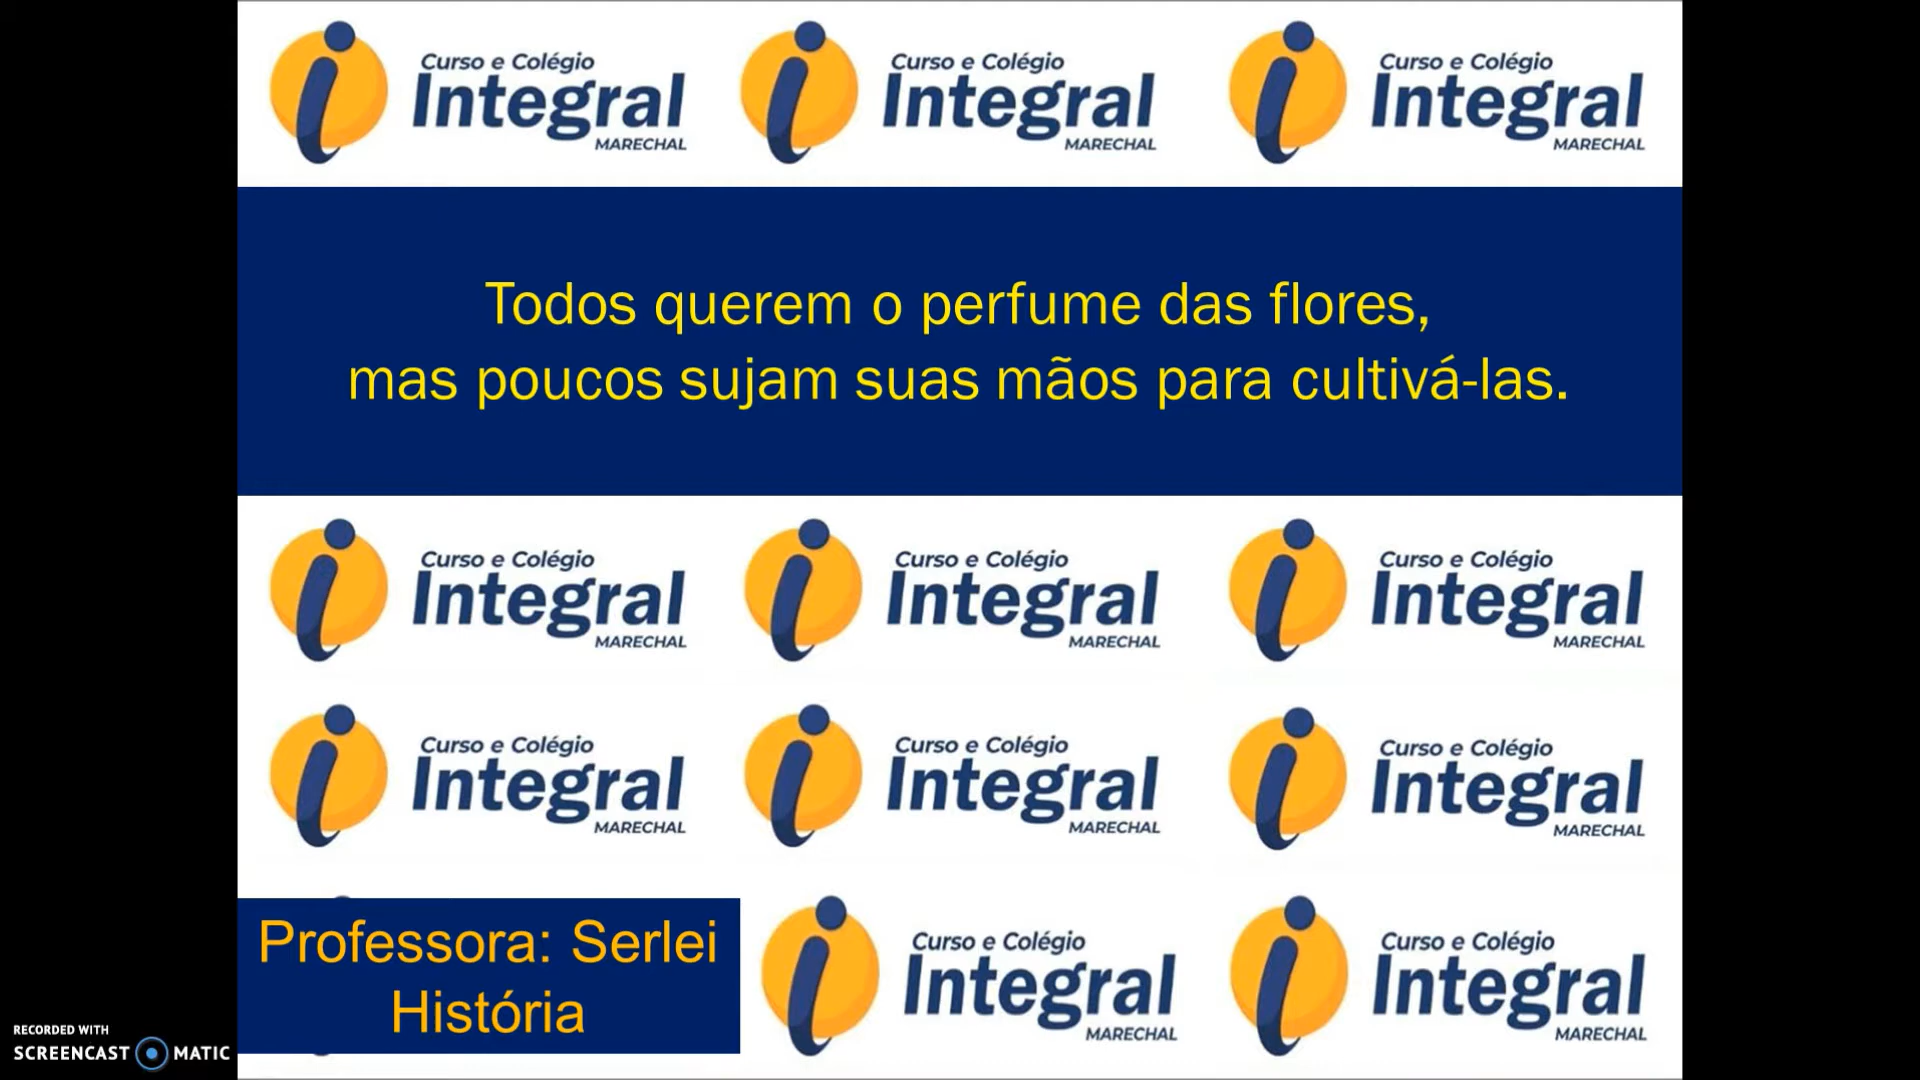 Curso e Colégio
Integral
MARECHAL
Curso e Colégio
Integral
MARECHAL
Curso e Colégio
Integral
MARECHAL
Todos querem o perfume das flores,
mas poucos sujam suas mãos para cultivá-las.
Curso e Colégio
Integral
MARECHAL
Curso e Colégio
Integral
MARECHAL
Curso e Colégio
Integral
MARECHAL
Curso e Colégio
Integral
MARECHAL
Curso e Colégio
Integral
MARECHAL
Curso e Colégio
Integral
MARECHAL
Professora: Serlei
História
Curso e Colégio
Integral
MARECHAL
Curso e Colégio
Integral
MARECHAL
RECORDED WITH
SCREENCAST MATIC